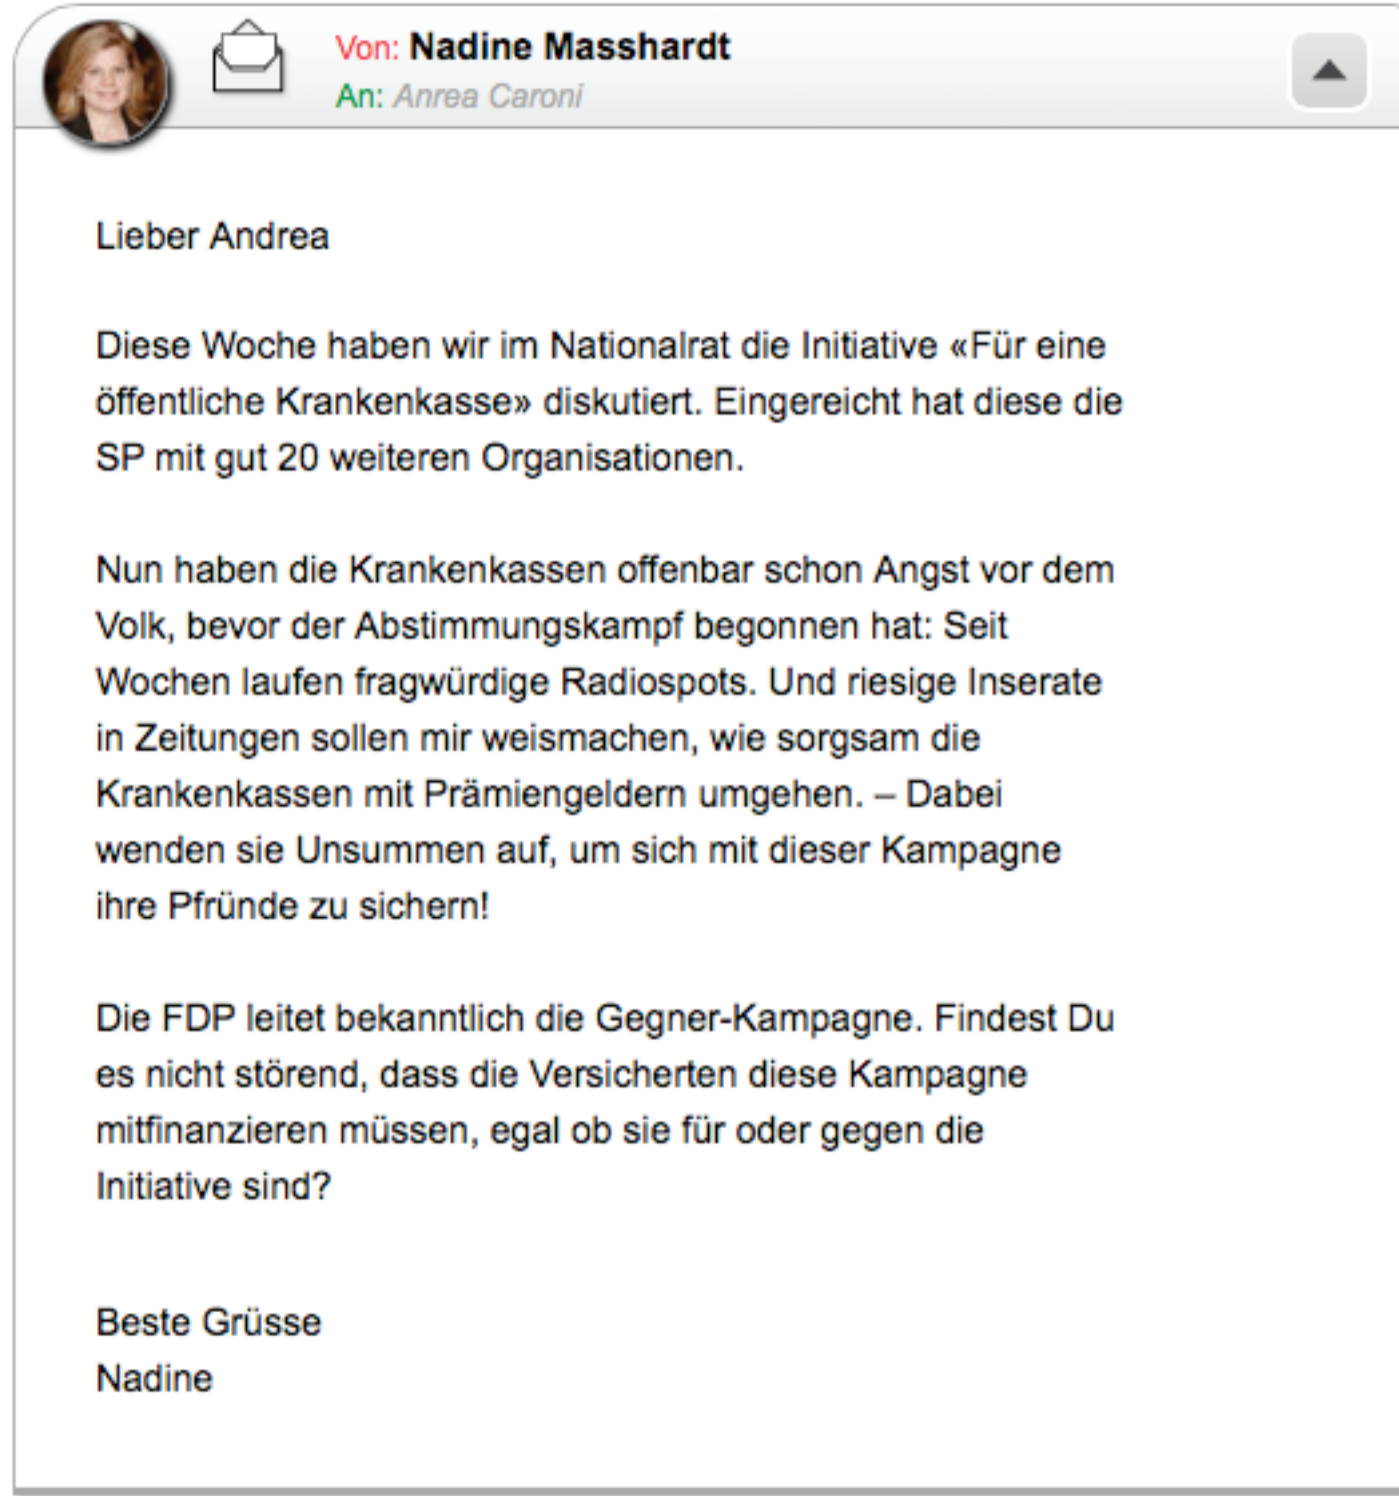 Von: Nadine Masshardt
An: Anrea Caroni
Lieber Andrea
Diese Woche haben wir im Nationalrat die Initiative «Für eine
öffentliche Krankenkasse» diskutiert. Eingereicht hat diese die
SP mit gut 20 weiteren Organisationen.
Nun haben die Krankenkassen offenbar schon Angst vor dem
Volk, bevor der Abstimmungskampf begonnen hat: Seit
Wochen laufen fragwürdige Radiospots. Und riesige Inserate
in Zeitungen sollen mir weismachen, wie sorgsam die
Krankenkassen mit Prämiengeldern umgehen. – Dabei
wenden sie Unsummen auf, um sich mit dieser Kampagne
ihre Pfründe zu sichern!
Die FDP leitet bekanntlich die Gegner-Kampagne. Findest Du
es nicht störend, dass die Versicherten diese Kampagne
mitfinanzieren müssen, egal ob sie für oder gegen die
Initiative sind?
Beste Grüsse
Nadine